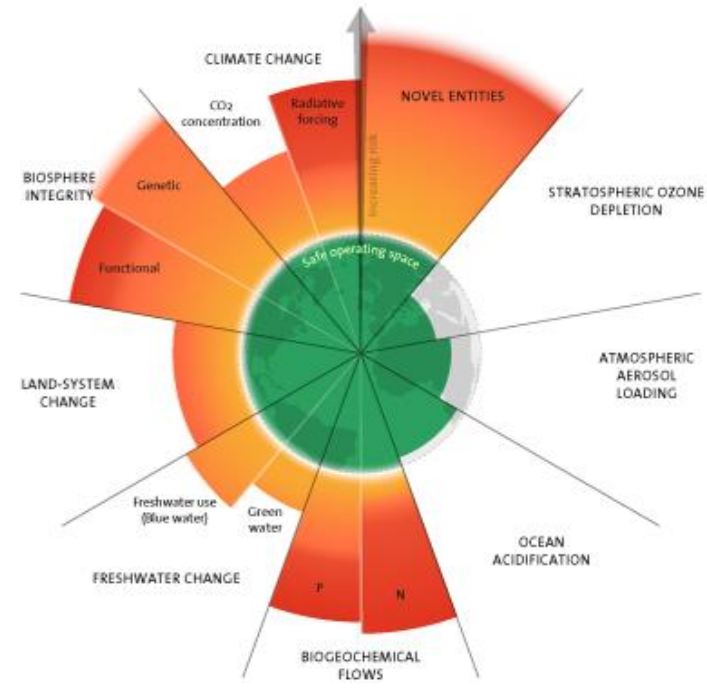 CLIMATE CHANGE
CO2
concentration
Radiative
forcing
Increasing risk
NOVEL ENTITIES
STRATOSPHERIC OZONE
DEPLETION
ATMOSPHERIC
AEROSOL
LOADING
OCEAN
ACIDIFICATION
BIOGEOCHEMICAL
FLOWS
P
N
FRESHWATER CHANGE
Freshwater use
(Blue water)
Green
water
LAND-SYSTEM
CHANGE
BIOSPHERE
INTEGRITY
Genetic
Functional
Safe operating space